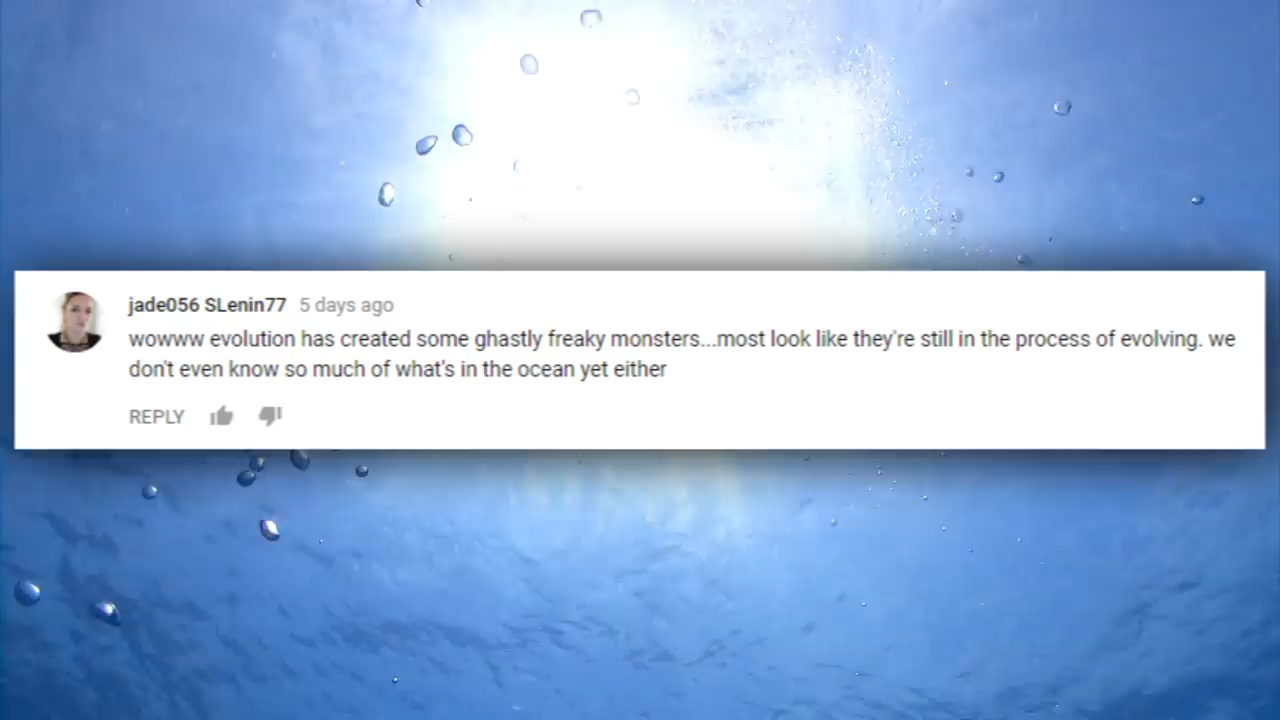 jade056 SLenin77 5 days ago
wowww evolution has created some ghastly freaky monsters...most look like they're still in the process of evolving. we
don't even know so much of what's in the ocean yet either
REPLY